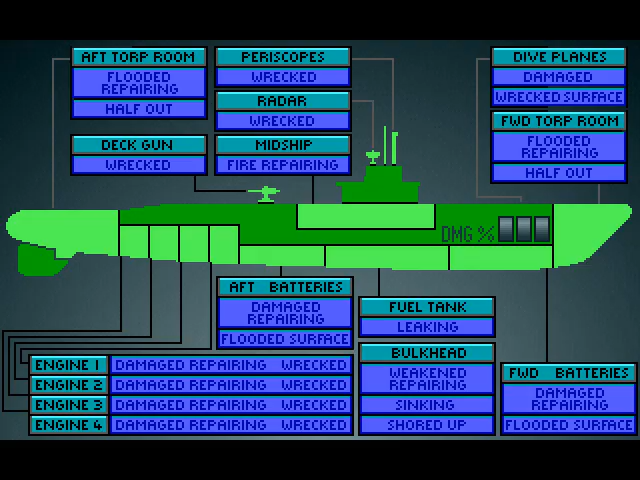 AFT TORP ROOM
FLOODED
REPAIRING
HALF OUT
PERISCOPES
WRECKED
RADAR
WRECKED
DIVE PLANES
DAMAGED
WRECKED SURFACE
FWD TORP ROOM
FLOODED
REPAIRING
HALF OUT
DECK GUN
WRECKED
MIDSHIP
FIRE REPAIRING
DMG %
AFT BATTERIES
DAMAGED
REPAIRING
FLOODED SURFACE
FUEL TANK
LEAKING
BULKHEAD
WEAKENED
REPAIRING
SINKING
SHORED UP
FWD BATTERIES
DAMAGED
REPAIRING
FLOODED SURFACE
ENGINE 1 DAMAGED REPAIRING WRECKED
ENGINE 2 DAMAGED REPAIRING WRECKED
ENGINE 3 DAMAGED REPAIRING WRECKED
ENGINE 4 DAMAGED REPAIRING WRECKED